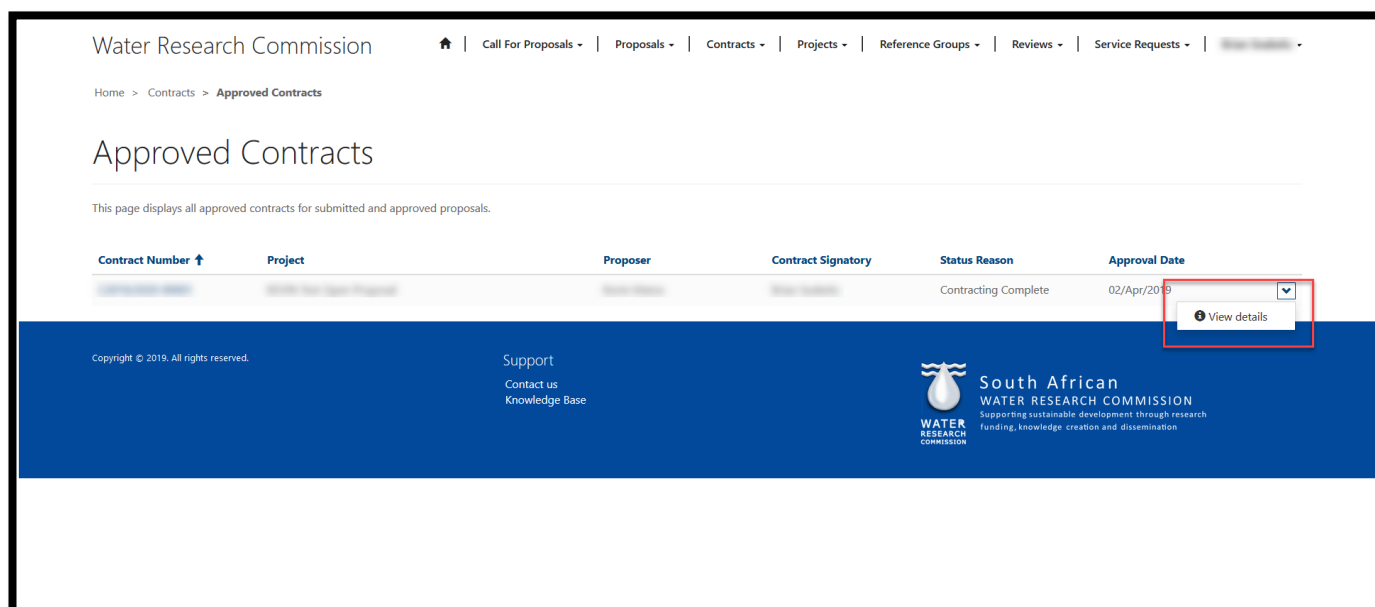 Water Research Commission
Call For Proposals
Proposals
Contracts
Projects
Reference Groups
Reviews
Service Requests
Home > Contracts > Approved Contracts
Approved Contracts
This page displays all approved contracts for submitted and approved proposals.
Contract Number Project Proposer Contract Signatory Status Reason Approval Date
Contracting Complete 02/Apr/2019
View details
Copyright © 2019. All rights reserved.
Support
Contact us
Knowledge Base
WATER
RESEARCH
COMMISSION
South African
WATER RESEARCH COMMISSION
Supporting sustainable development through research
funding, knowledge creation and dissemination